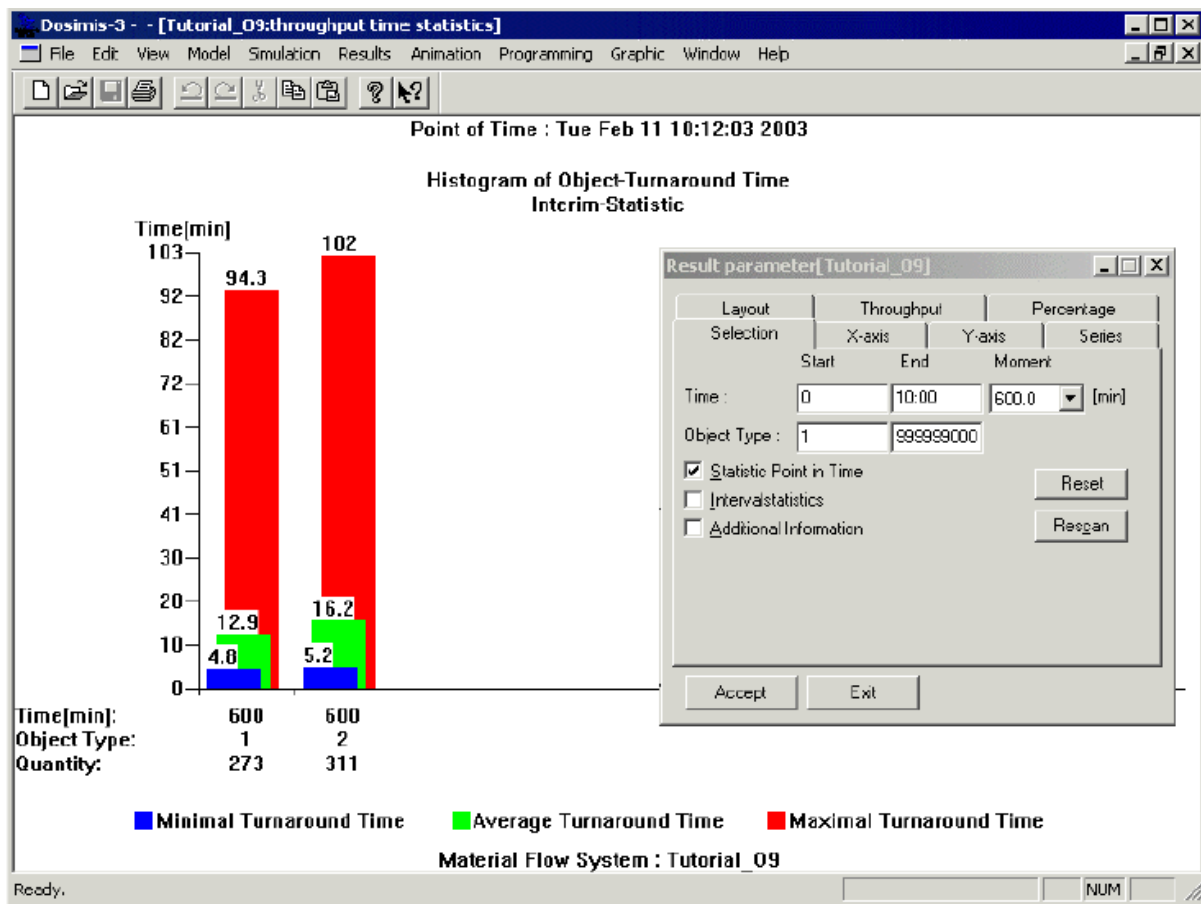 Dosimis-3 - - [Tutorial_09:throughput time statistics]
File Edit View Model Simulation Results Animation Programming Graphic Window Help
Point of Time : Tue Feb 11 10:12:03 2003
Histogram of Object-Turnaround Time
Interim-Statistic
Time[min]
103
92
82
72
61
51
41
30
20
10
0
94.3
102
12.9
16.2
4.8
5.2
Time[min]: 600 600
Object Type: 1 2
Quantity: 273 311
Minimal Turnaround Time Average Turnaround Time Maximal Turnaround Time
Material Flow System : Tutorial_09
Result parameter[Tutorial_09]
Layout Throughput Percentage
Selection X-axis Y-axis Series
Start End Moment
Time : 0 10:00 600.0 [min]
Object Type : 1 999999000
Statistic Point in Time
Intervalstatistics
Additional Information
Reset
Rescan
Accept Exit
Ready. NUM